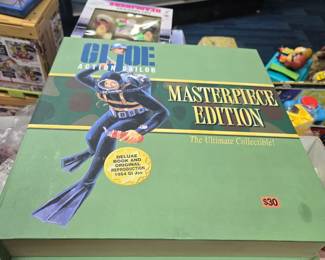 GI JOE
ACTION SAILOR
MASTERPIECE
EDITION
The Ultimate Collectible!
DELUXE
BOOK AND
ORIGINAL
REPRODUCTION
1964 GI Joe
$30